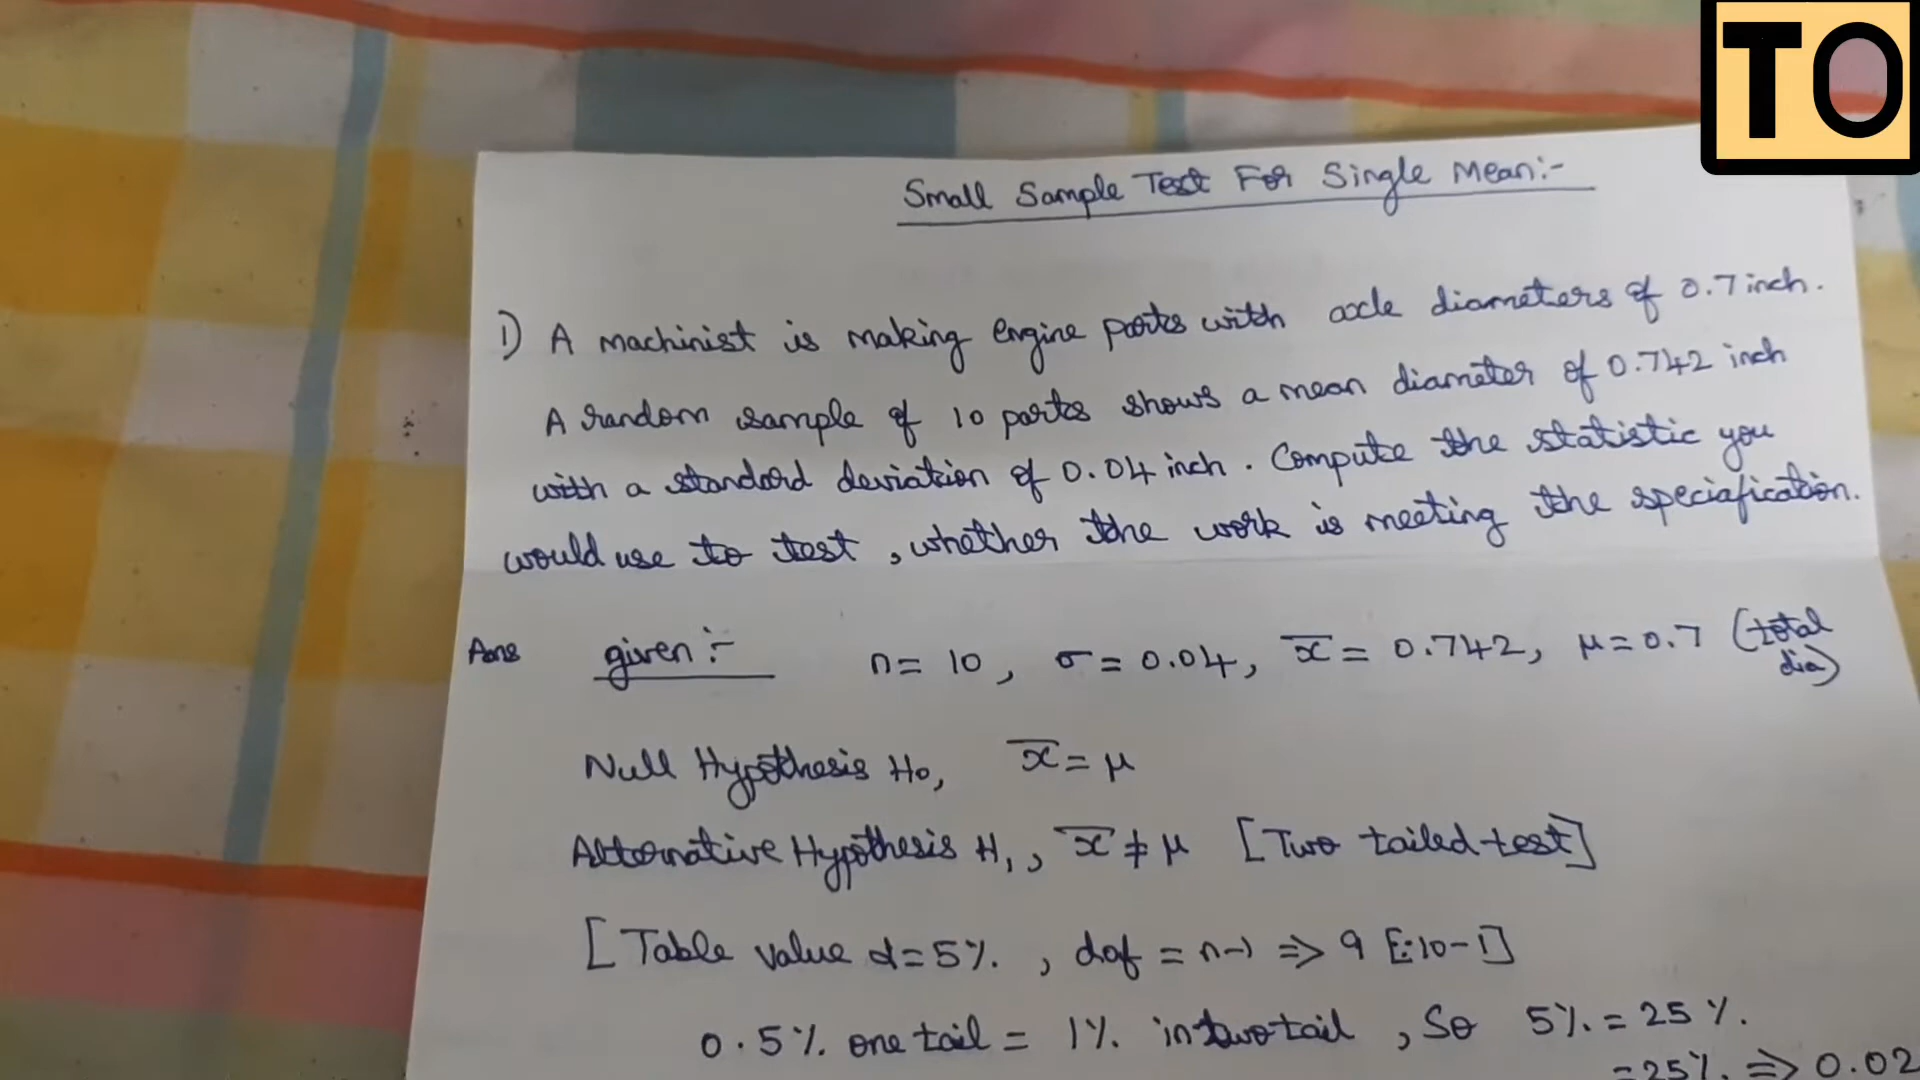 TO
Small Sample Test For Single Mean:-
1) A machinist is making engine parts with axle diameters of 0.7 inch.
A random sample of 10 parts shows a mean diameter of 0.742 inch
with a standard deviation of 0.04 inch. Compute the statistic you
would use to test, whether the work is meeting the speciafication.
Ans given:- n= 10, σ = 0.04, x̄ = 0.742, μ = 0.7 (total dia)
Null Hypothesis H₀, x̄ = μ
Alternative Hypothesis H₁, x̄ ≠ μ [Two tailed-test]
[Table value α=5%, dof = n-1 => 9 [∵10-1]
0.5% one tail = 1% in two tail, So 5% = 25%.
=25% => 0.02